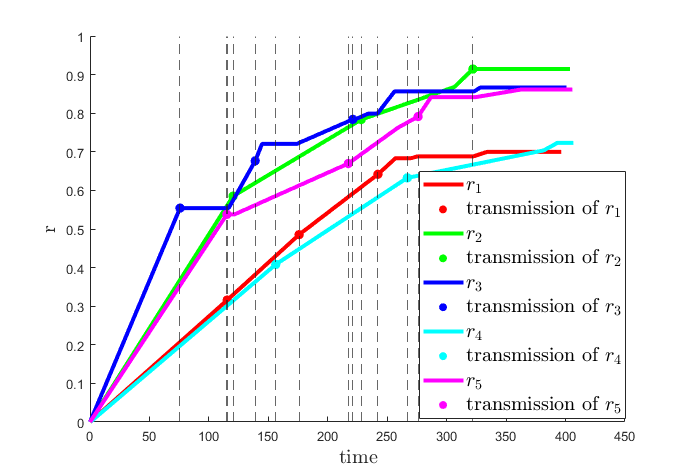 1
0.9
0.8
0.7
0.6
0.5
0.4
0.3
0.2
0.1
0
r
0 50 100 150 200 250 300 350 400 450
time
r₁
transmission of r₁
r₂
transmission of r₂
r₃
transmission of r₃
r₄
transmission of r₄
r₅
transmission of r₅